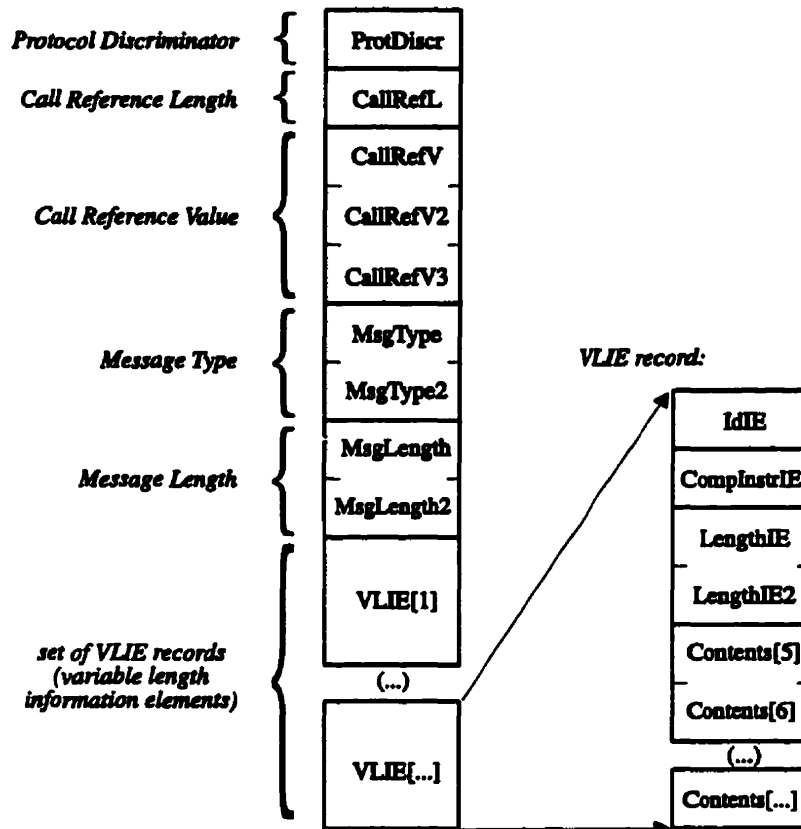 Protocol Discriminator
ProtDiscr
Call Reference Length
CallRefL
CallRefV
Call Reference Value
CallRefV2
CallRefV3
MsgType
Message Type
MsgType2
MsgLength
Message Length
MsgLength2
VLIE[1]
set of VLIE records
(variable length
information elements)
(...)
VLIE[...]
VLIE record:
IdIE
CompInstrIE
LengthIE
LengthIE2
Contents[5]
Contents[6]
(...)
Contents[...]